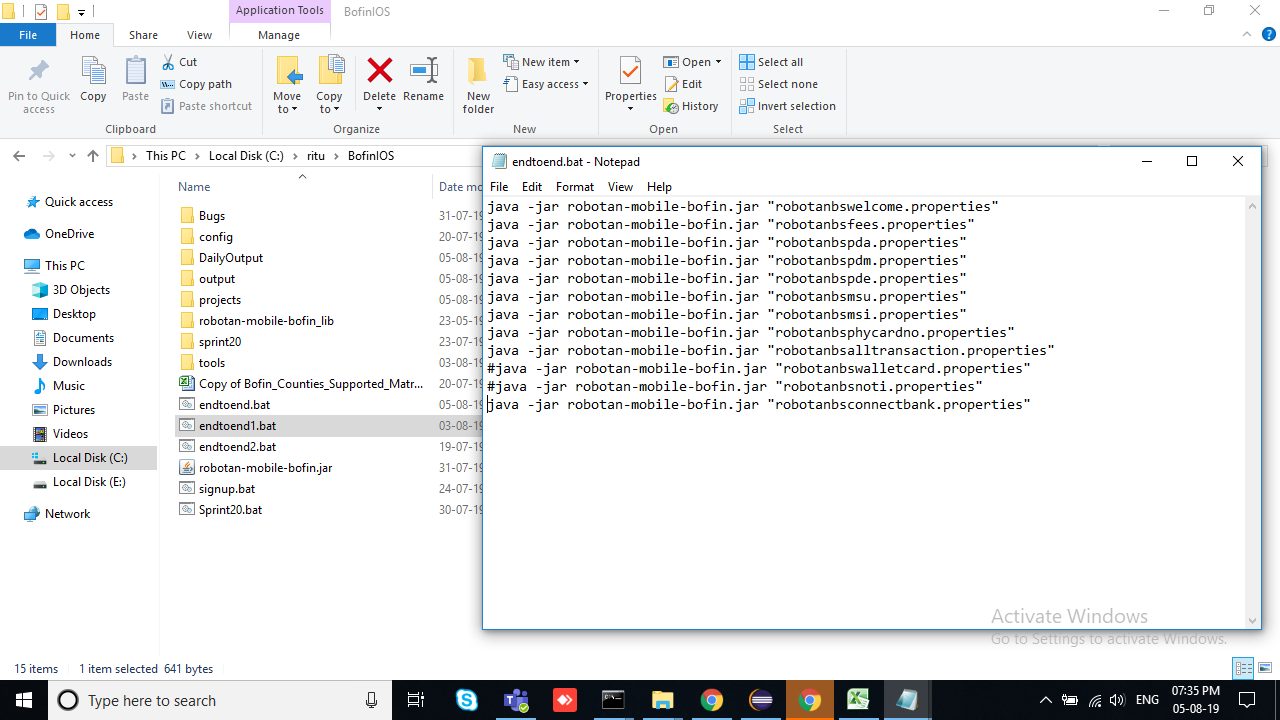 Application Tools
BofinIOS
File
Home
Share
View
Manage
Pin to Quick access
Copy
Paste
Cut
Copy path
Paste shortcut
Clipboard
Move to
Copy to
Delete
Rename
Organize
New folder
New item
Easy access
New
Properties
Open
Edit
History
Open
Select all
Select none
Invert selection
Select
This PC
Local Disk (C:)
ritu
BofinIOS
Quick access
OneDrive
This PC
3D Objects
Desktop
Documents
Downloads
Music
Pictures
Videos
Local Disk (C:)
Local Disk (E:)
Network
Name
Date mo
Bugs 31-07-19
config 20-07-19
DailyOutput 05-08-19
output 05-08-19
projects 05-08-19
robotan-mobile-bofin_lib 23-05-19
sprint20 23-07-19
tools 03-08-19
Copy of Bofin_Counties_Supported_Matr... 20-07-19
endtoend.bat 05-08-19
endtoend1.bat 03-08-19
endtoend2.bat 19-07-19
robotan-mobile-bofin.jar 31-07-19
signup.bat 24-07-19
Sprint20.bat 30-07-19
endtoend.bat - Notepad
File Edit Format View Help
java -jar robotan-mobile-bofin.jar "robotanbswelcome.properties"
java -jar robotan-mobile-bofin.jar "robotanbsfees.properties"
java -jar robotan-mobile-bofin.jar "robotanbspda.properties"
java -jar robotan-mobile-bofin.jar "robotanbspdm.properties"
java -jar robotan-mobile-bofin.jar "robotanbspde.properties"
java -jar robotan-mobile-bofin.jar "robotanbsmsu.properties"
java -jar robotan-mobile-bofin.jar "robotanbsmsi.properties"
java -jar robotan-mobile-bofin.jar "robotanbsphycardno.properties"
java -jar robotan-mobile-bofin.jar "robotanbsalltransaction.properties"
#java -jar robotan-mobile-bofin.jar "robotanbswalletcard.properties"
#java -jar robotan-mobile-bofin.jar "robotanbsnoti.properties"
java -jar robotan-mobile-bofin.jar "robotanbsconnectbank.properties"
Activate Windows
Go to Settings to activate Windows.
15 items 1 item selected 641 bytes
Type here to search
ENG
07:35 PM
05-08-19